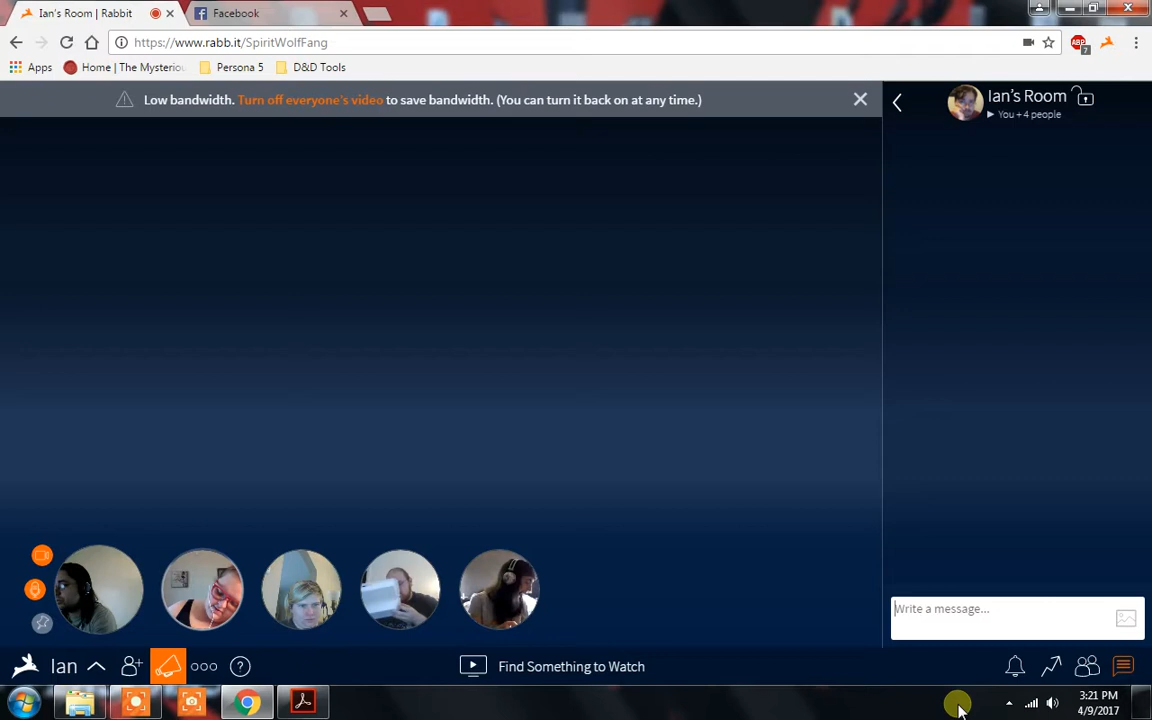 Ian's Room | Rabbit
Facebook
https://www.rabb.it/SpiritWolfFang
ABP
7
Apps
Home | The Mysteriou
Persona 5
D&D Tools
Low bandwidth. Turn off everyone's video to save bandwidth. (You can turn it back on at any time.)
Ian's Room
You + 4 people
Write a message...
Ian
Find Something to Watch
3:21 PM
4/9/2017